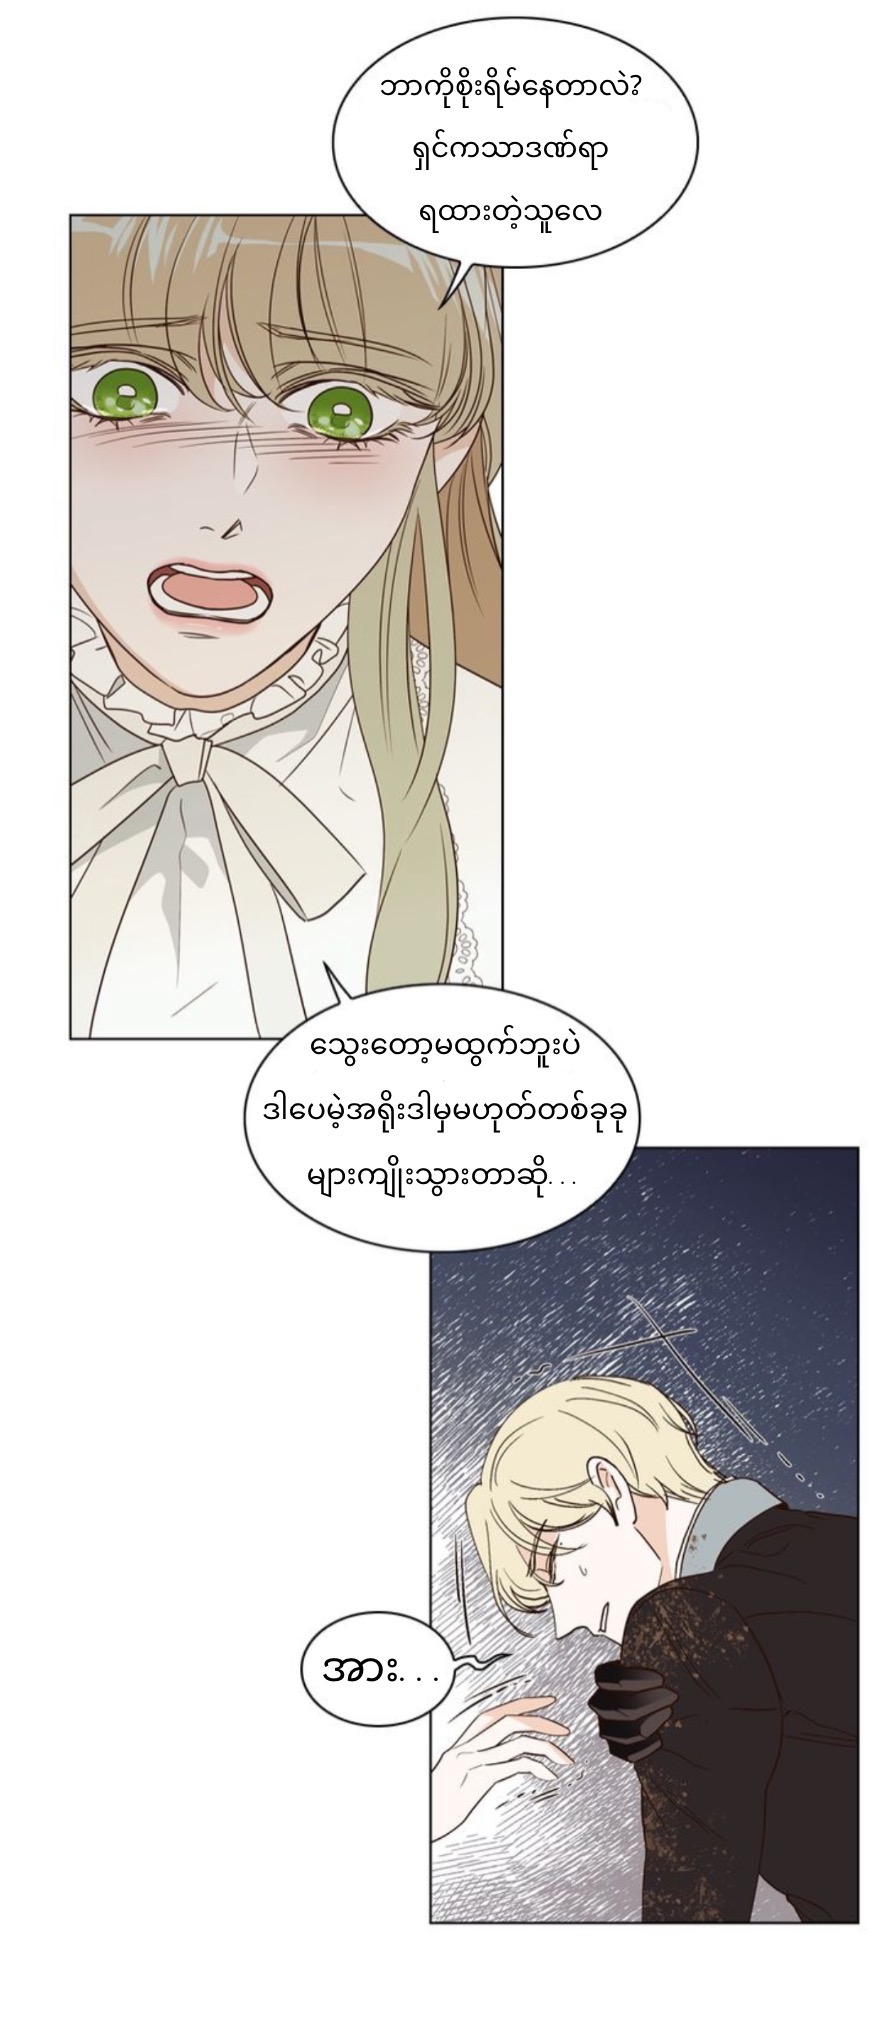 ဘာကိုစိုးရိမ်နေတာလဲ?
ရှင်ကသာဒဏ်ရာ
ရထားတဲ့သူလေ
သွေးတော့မထွက်ဘူးပဲ
ဒါပေမဲ့အရိုးဒါမှမဟုတ်တစ်ခုခု
များကျိုးသွားတာဆို...
အား...